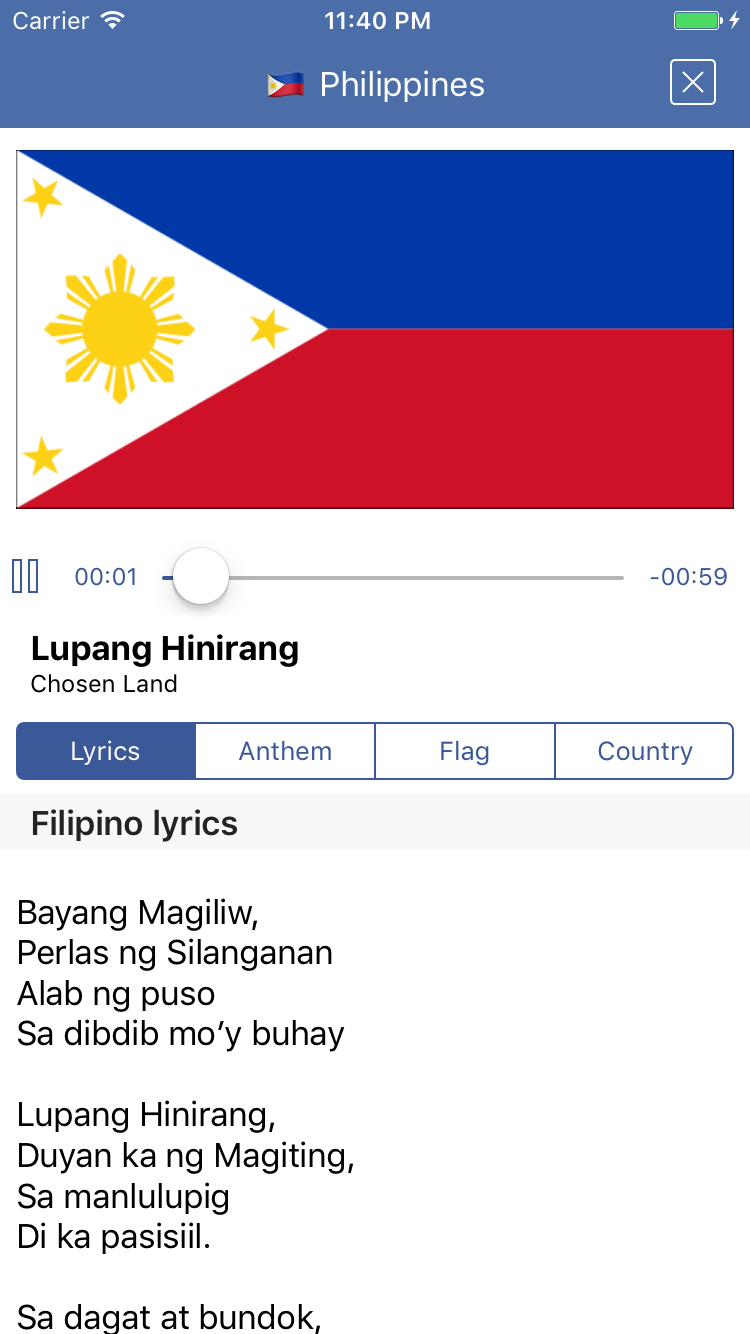 Carrier 11:40 PM
Philippines
00:01 -00:59
Lupang Hinirang
Chosen Land
Lyrics Anthem Flag Country
Filipino lyrics
Bayang Magiliw,
Perlas ng Silanganan
Alab ng puso
Sa dibdib mo’y buhay
Lupang Hinirang,
Duyan ka ng Magiting,
Sa manlulupig
Di ka pasisiil.
Sa dagat at bundok,